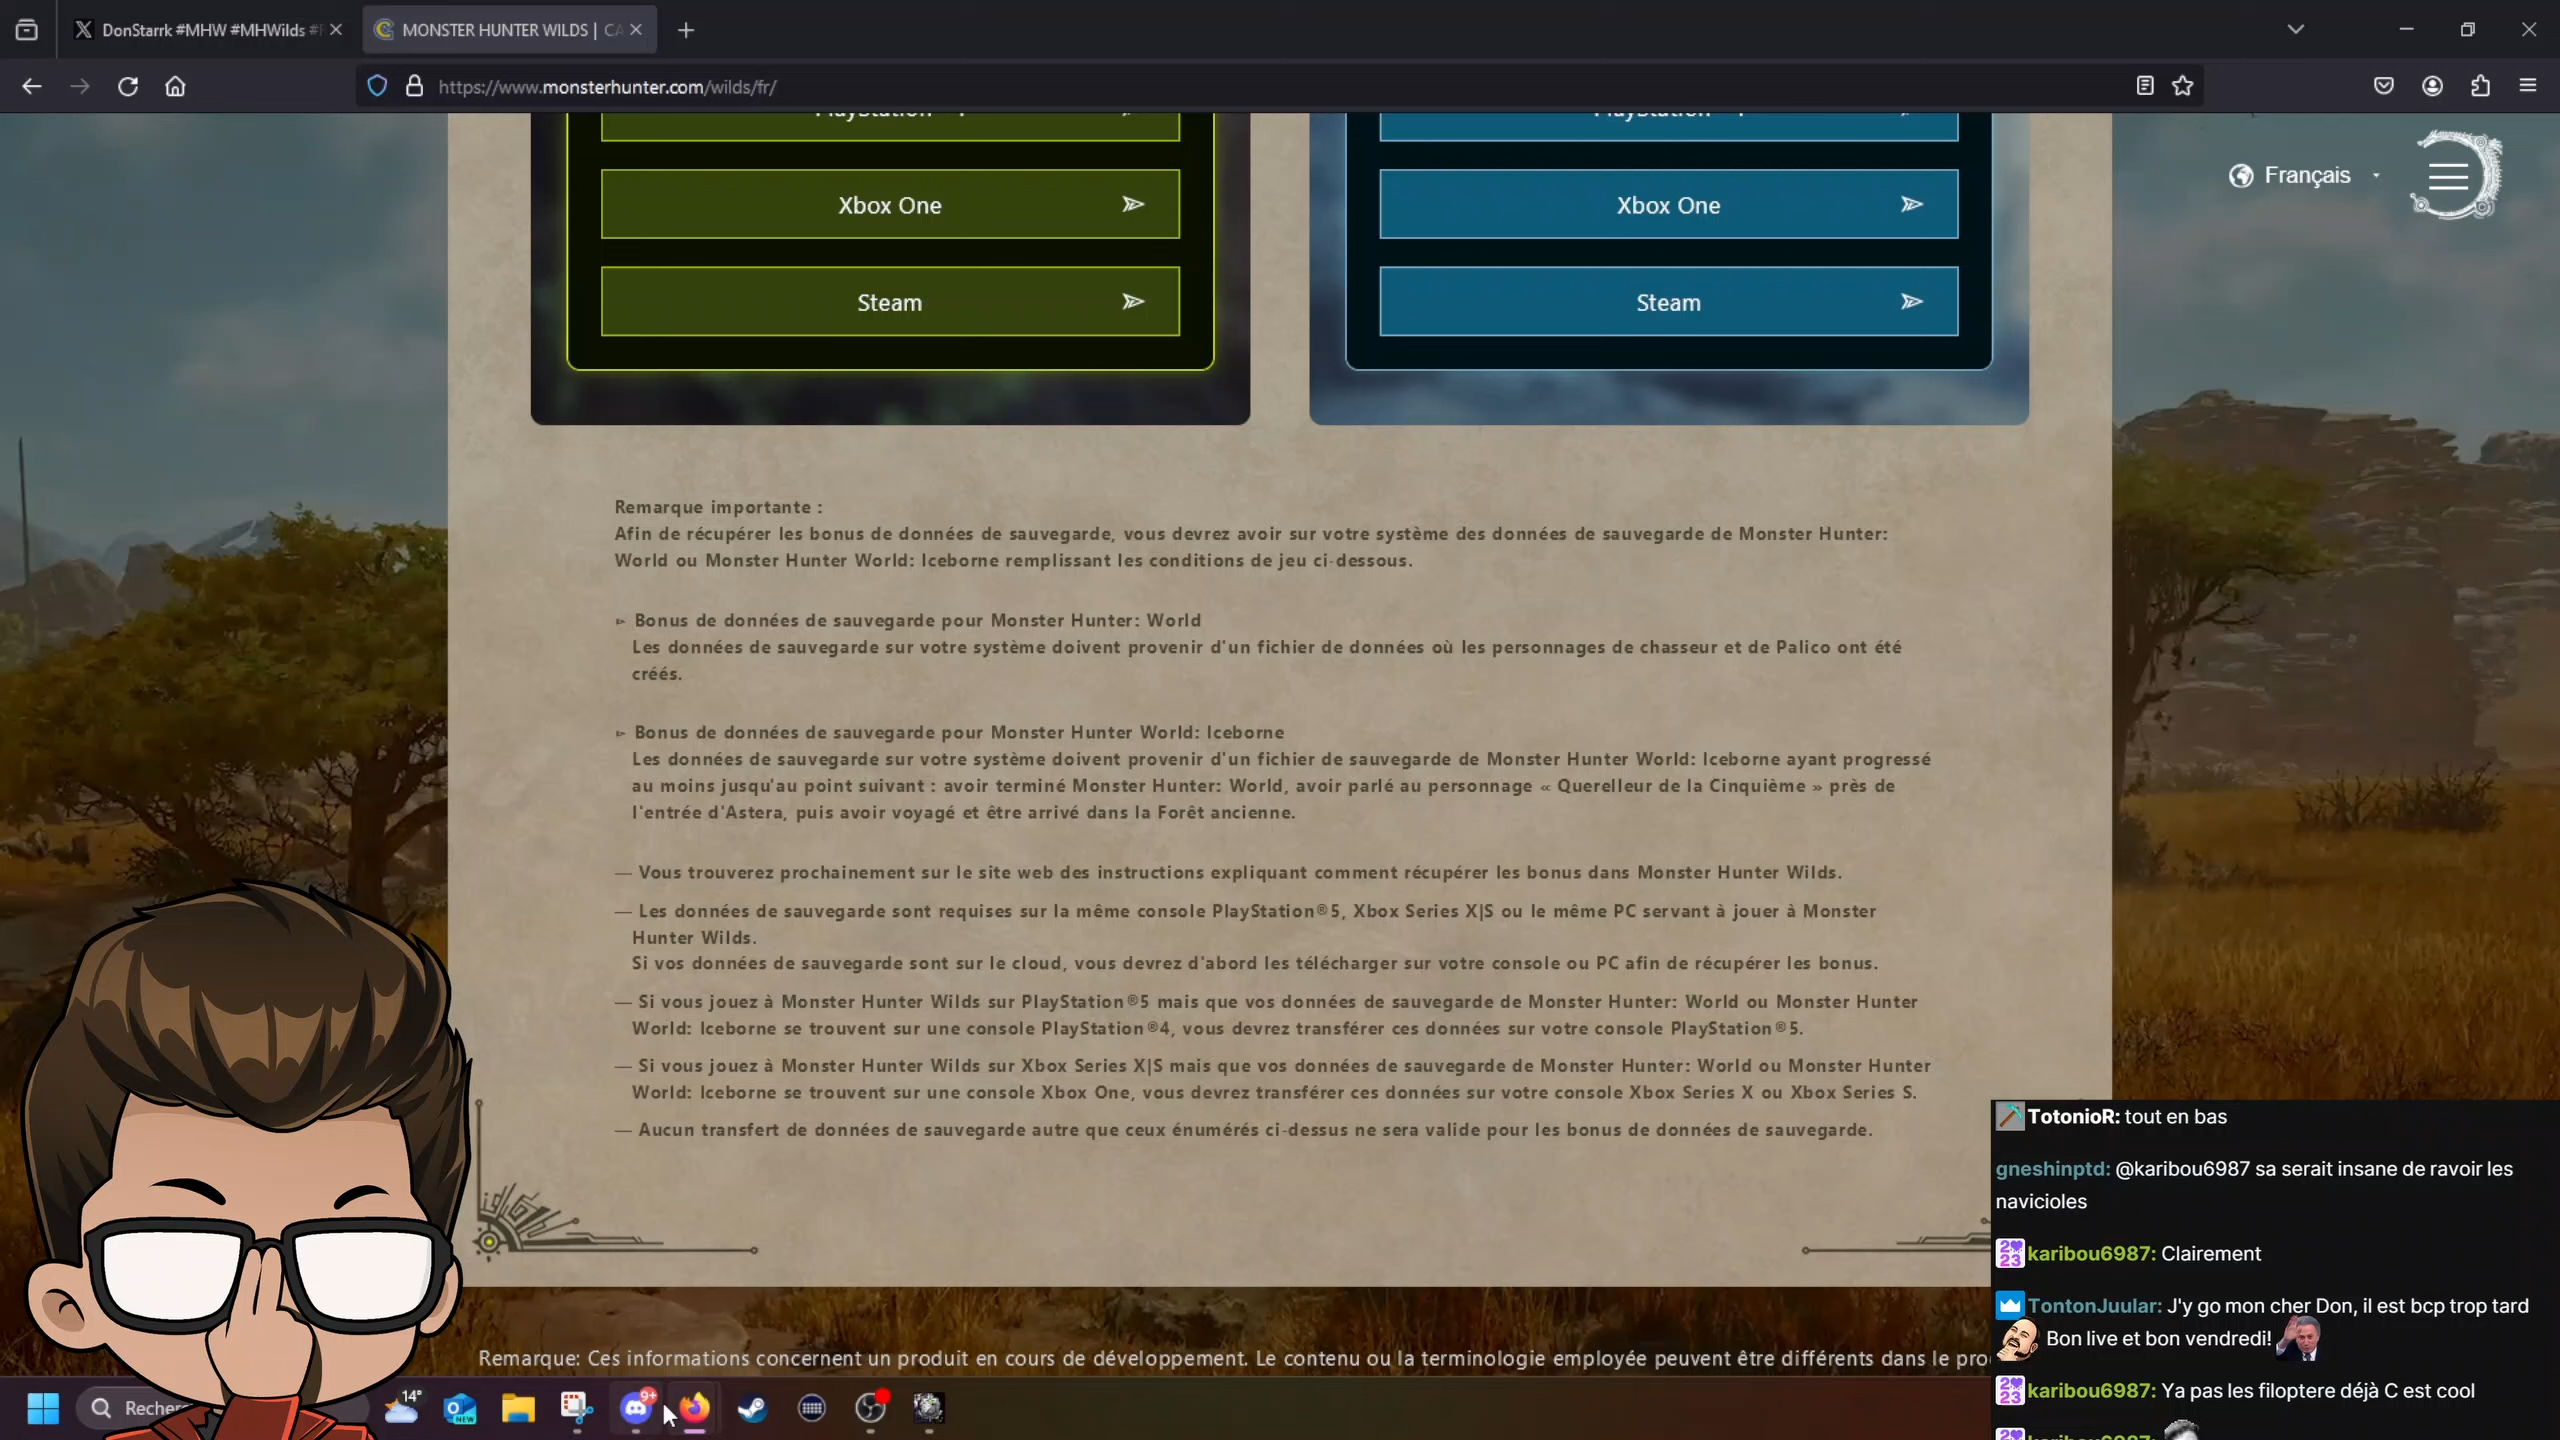 DonStarrk #MHW #MHWilds #
MONSTER HUNTER WILDS | CA
https://www.monsterhunter.com/wilds/fr/
Français
Xbox One
Steam
Xbox One
Steam
Remarque importante :
Afin de récupérer les bonus de données de sauvegarde, vous devrez avoir sur votre système des données de sauvegarde de Monster Hunter:
World ou Monster Hunter World: Iceborne remplissant les conditions de jeu ci-dessous.
▻ Bonus de données de sauvegarde pour Monster Hunter: World
Les données de sauvegarde sur votre système doivent provenir d'un fichier de données où les personnages de chasseur et de Palico ont été
créés.
▻ Bonus de données de sauvegarde pour Monster Hunter World: Iceborne
Les données de sauvegarde sur votre système doivent provenir d'un fichier de sauvegarde de Monster Hunter World: Iceborne ayant progressé
au moins jusqu'au point suivant : avoir terminé Monster Hunter: World, avoir parlé au personnage « Querelleur de la Cinquième » près de
l'entrée d'Astera, puis avoir voyagé et être arrivé dans la Forêt ancienne.
— Vous trouverez prochainement sur le site web des instructions expliquant comment récupérer les bonus dans Monster Hunter Wilds.
— Les données de sauvegarde sont requises sur la même console PlayStation®5, Xbox Series X|S ou le même PC servant à jouer à Monster
Hunter Wilds.
Si vos données de sauvegarde sont sur le cloud, vous devrez d'abord les télécharger sur votre console ou PC afin de récupérer les bonus.
— Si vous jouez à Monster Hunter Wilds sur PlayStation®5 mais que vos données de sauvegarde de Monster Hunter: World ou Monster Hunter
World: Iceborne se trouvent sur une console PlayStation®4, vous devrez transférer ces données sur votre console PlayStation®5.
— Si vous jouez à Monster Hunter Wilds sur Xbox Series X|S mais que vos données de sauvegarde de Monster Hunter: World ou Monster Hunter
World: Iceborne se trouvent sur une console Xbox One, vous devrez transférer ces données sur votre console Xbox Series X ou Xbox Series S.
— Aucun transfert de données de sauvegarde autre que ceux énumérés ci-dessus ne sera valide pour les bonus de données de sauvegarde.
Remarque: Ces informations concernent un produit en cours de développement. Le contenu ou la terminologie employée peuvent être différents dans le pro
TotonioR: tout en bas
gneshinptd: @karibou6987 sa serait insane de ravoir les
navicioles
karibou6987: Clairement
TontonJuular: J'y go mon cher Don, il est bcp trop tard
Bon live et bon vendredi!
karibou6987: Ya pas les filoptere déjà C est cool
Recher
14°
NEW
9+